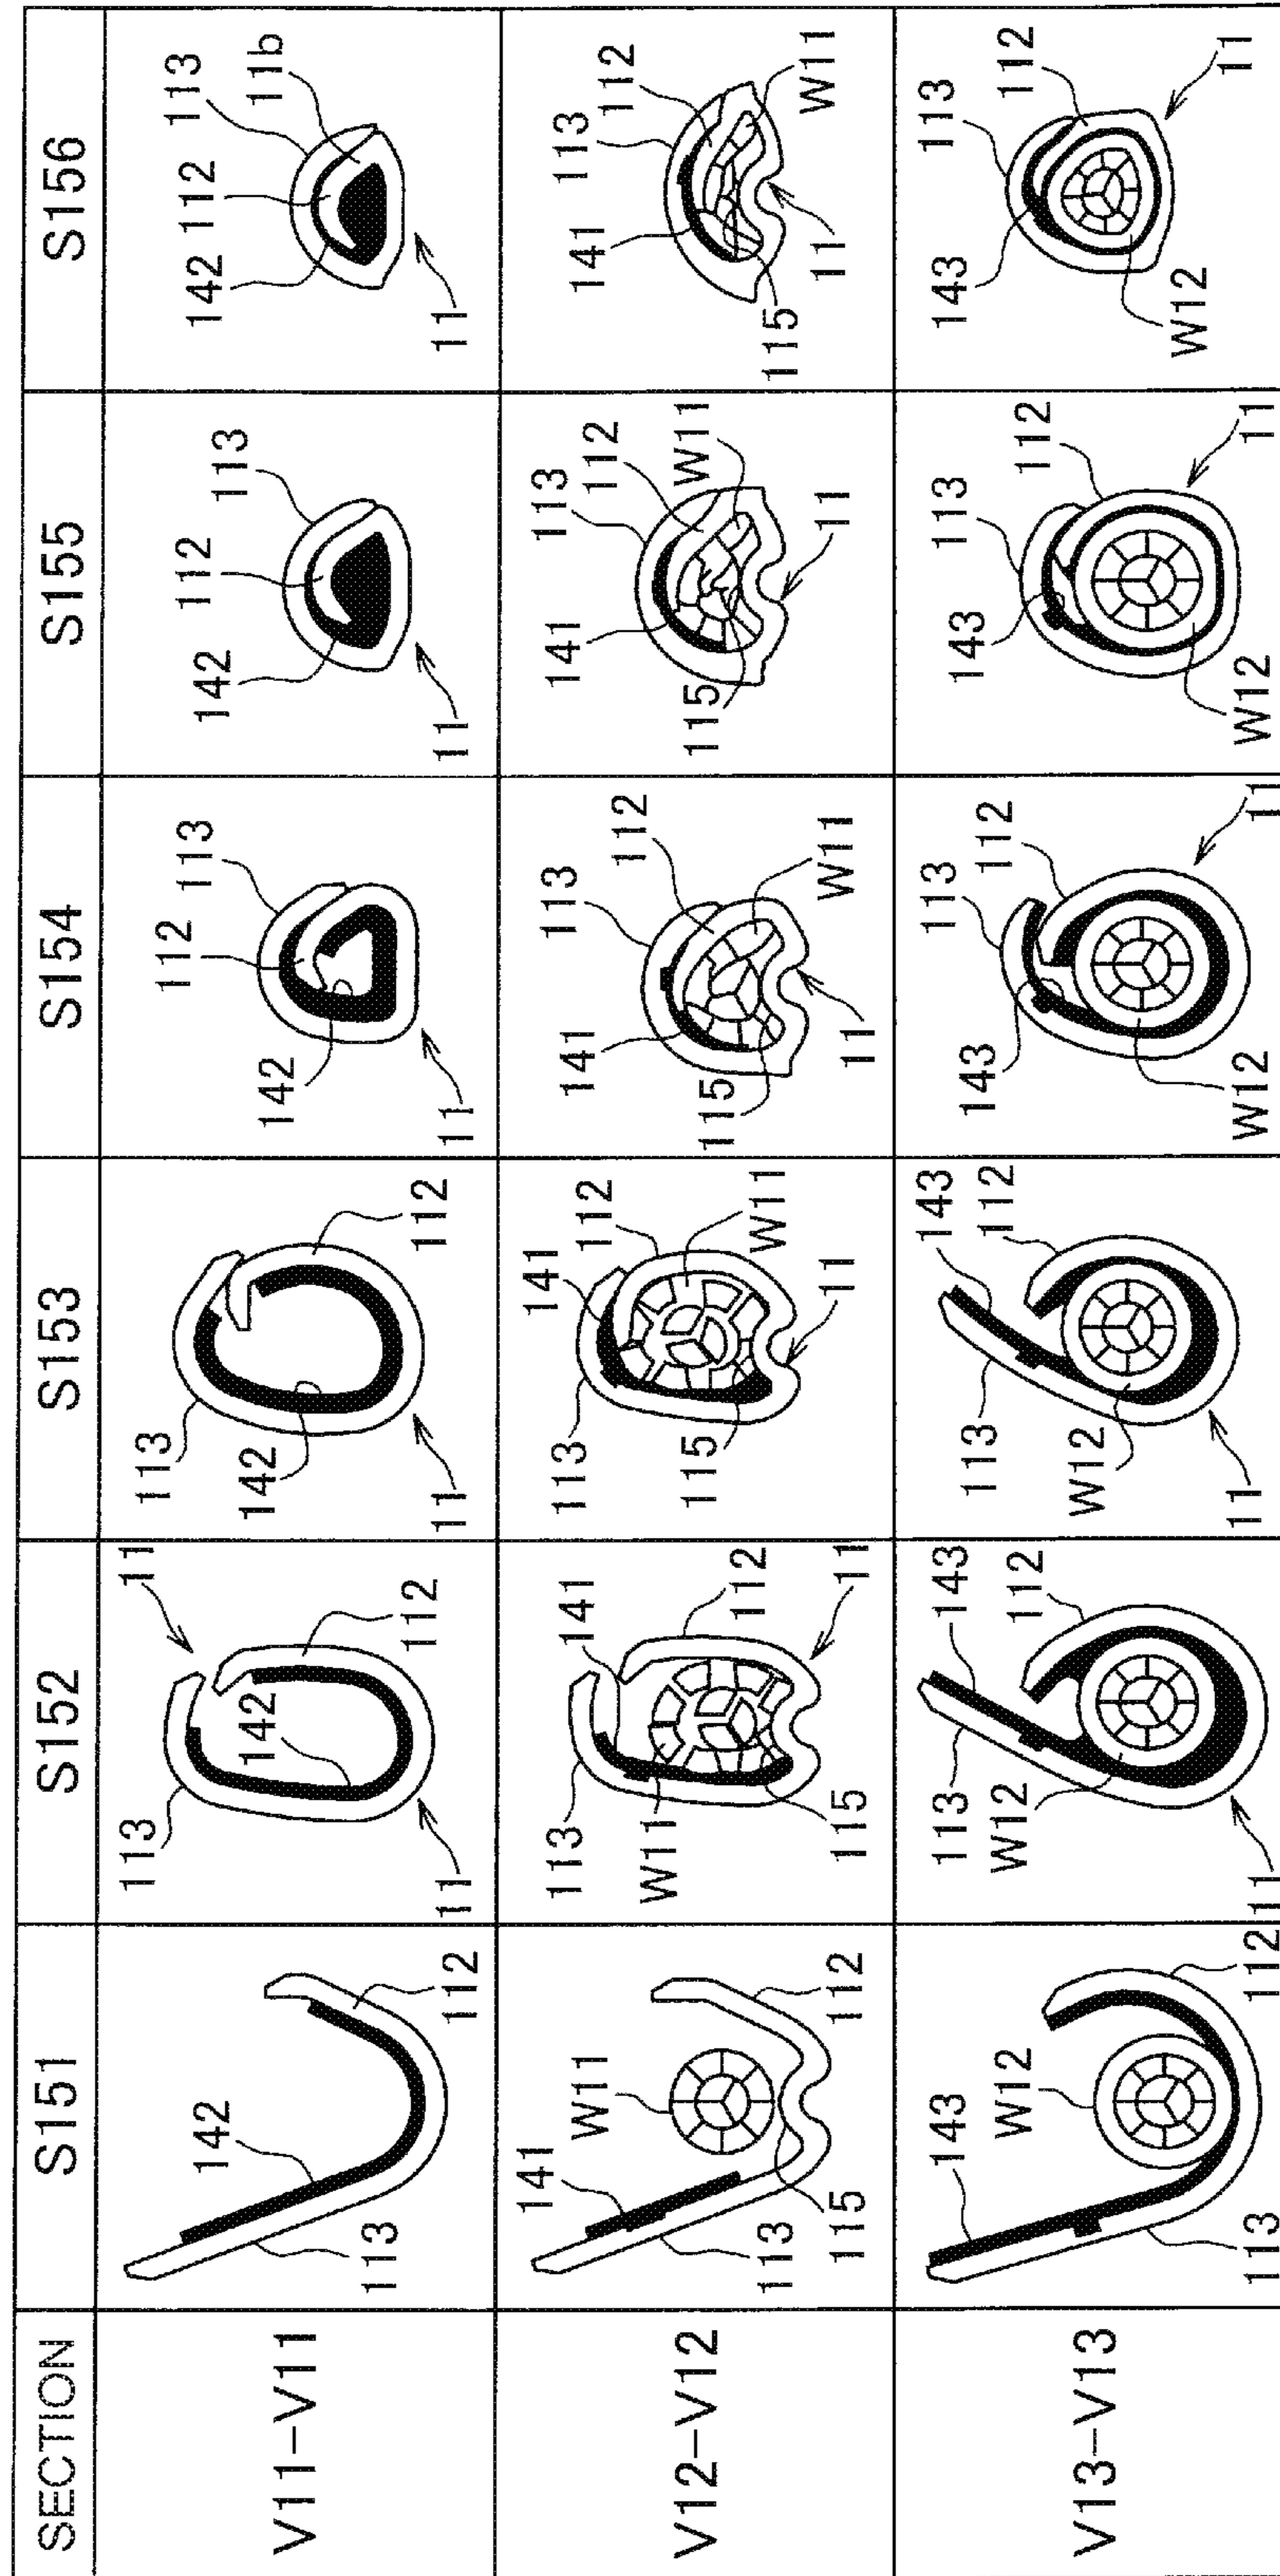 SECTION S151 S152 S153 S154 S155 S156
V11–V11
142 113 112
113 142 112 11 11
113 142 112 11
112 113 142 11
142 112 113 11
142 112 113 11b 11
V12–V12
141 W11 113 115 112
113 141 W11 112 115 11
113 141 112 115 W11 11
141 113 112 115 W11 11
141 113 112 W11 115 11
141 113 112 W11 115 11
V13–V13
143 W12 113 112
113 W12 143 112 11
113 W12 143 112 11
143 113 112 W12 11
143 113 112 W12 11
143 113 112 W12 11